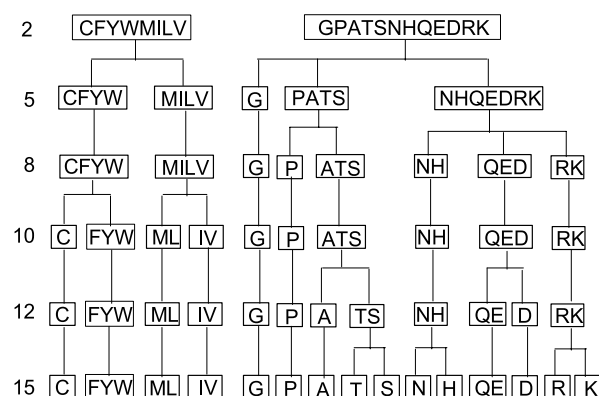 2 CFYWMILV GPATSNHQEDRK
5 CFYW MILV G PATS NHQEDRK
8 CFYW MILV G P ATS NH QED RK
10 C FYW ML IV G P ATS NH QED RK
12 C FYW ML IV G P A TS NH QE D RK
15 C FYW ML IV G P A T S N H QE D R K